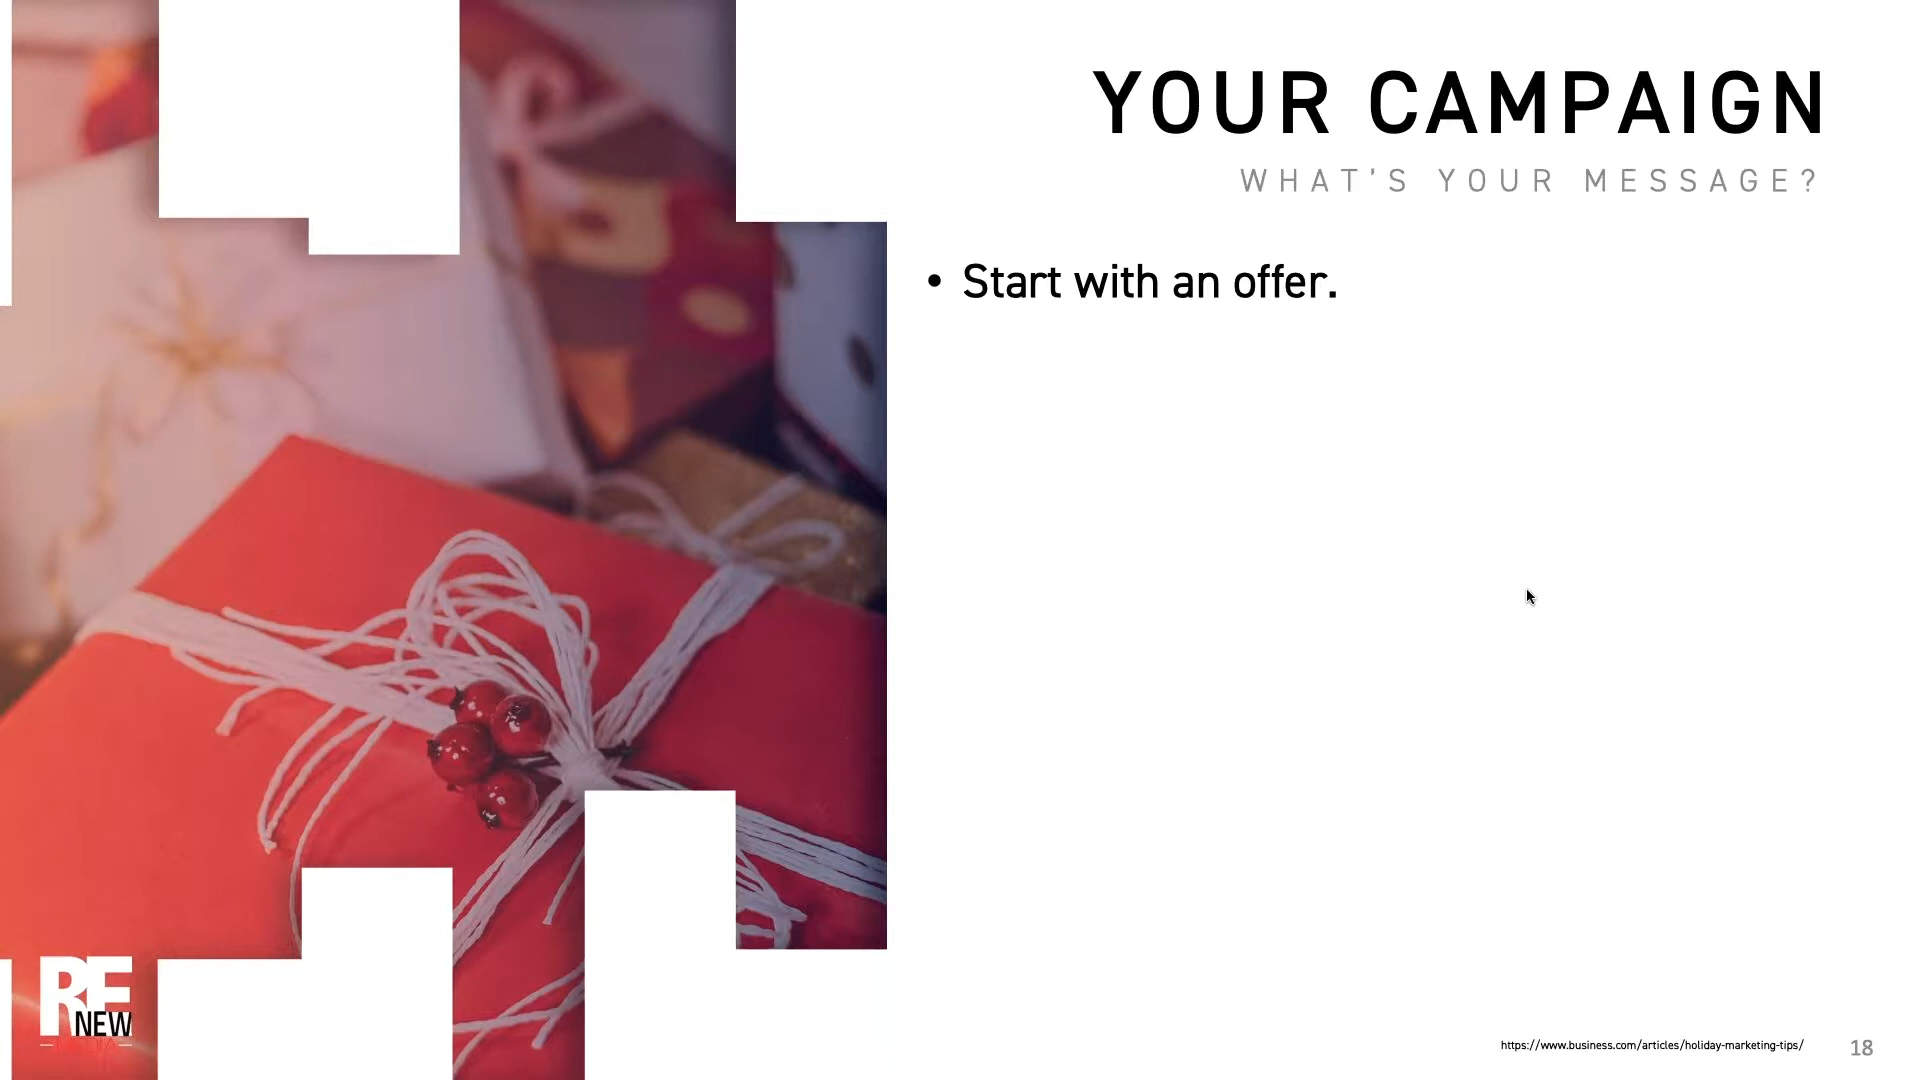 YOUR CAMPAIGN
WHAT'S YOUR MESSAGE?
• Start with an offer.
RE
NEW
https://www.business.com/articles/holiday-marketing-tips/
18